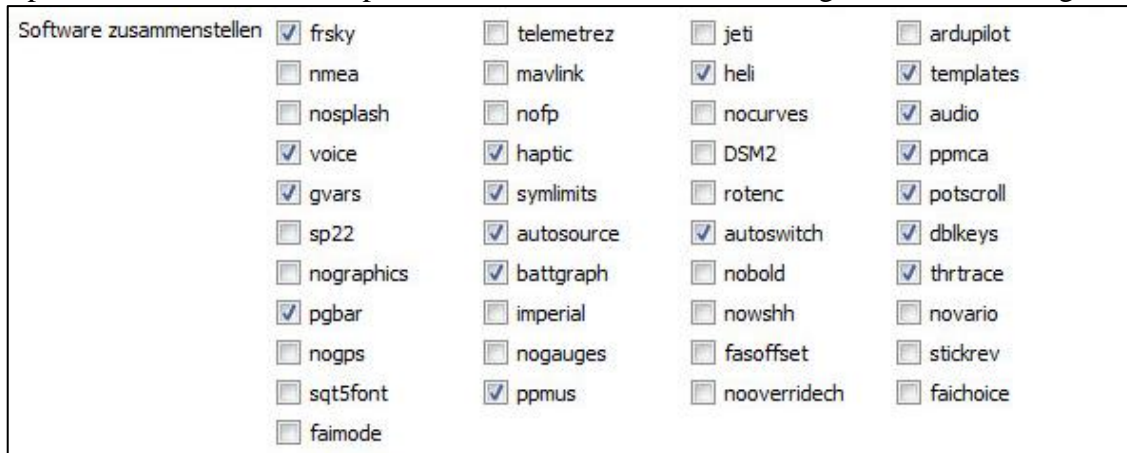 Software zusammenstellen frsky telemetrez jeti ardupilot
nmea mavlink heli templates
nosplash nofp nocurves audio
voice haptic DSM2 ppmca
gvars symlimits rotenc potscroll
sp22 autosource autoswitch dblkeys
nographics battgraph nobold thrtrace
pgbar imperial nowshh novario
nogps nogauges fasoffset stickrev
sqt5font ppmus nooverridech faichoice
faimode